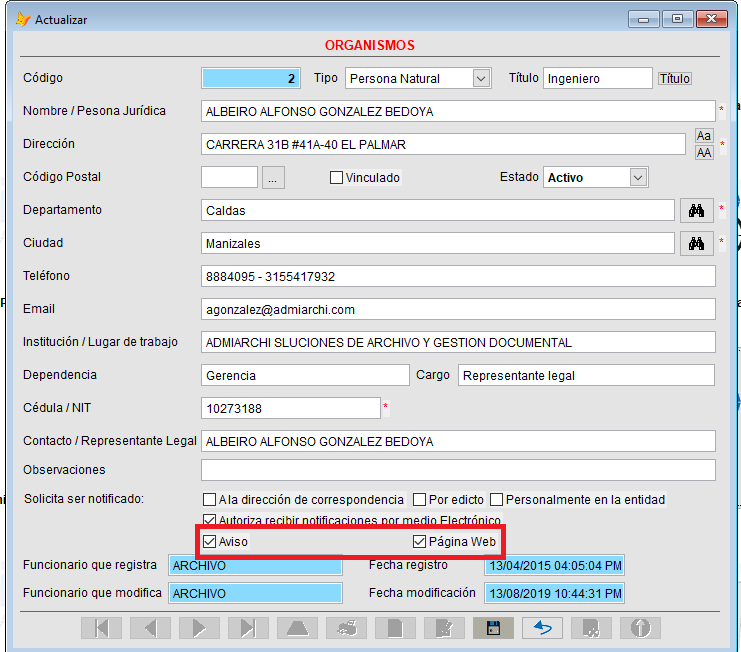 Actualizar
ORGANISMOS
Código 2 Tipo Persona Natural Título Ingeniero Título
Nombre / Pesona Jurídica ALBEIRO ALFONSO GONZALEZ BEDOYA *
Dirección CARRERA 31B #41A-40 EL PALMAR Aa *
AA
Código Postal ... Vinculado Estado Activo
Departamento Caldas *
Ciudad Manizales *
Teléfono 8884095 - 3155417932
Email agonzalez@admiarchi.com
Institución / Lugar de trabajo ADMIARCHI SLUCIONES DE ARCHIVO Y GESTION DOCUMENTAL
Dependencia Gerencia Cargo Representante legal
Cédula / NIT 10273188 *
Contacto / Representante Legal ALBEIRO ALFONSO GONZALEZ BEDOYA
Observaciones
Solicita ser notificado: A la dirección de correspondencia Por edicto Personalmente en la entidad
Autoriza recibir notificaciones por medio Electrónico
Aviso Página Web
Funcionario que registra ARCHIVO Fecha registro 13/04/2015 04:05:04 PM
Funcionario que modifica ARCHIVO Fecha modificación 13/08/2019 10:44:31 PM